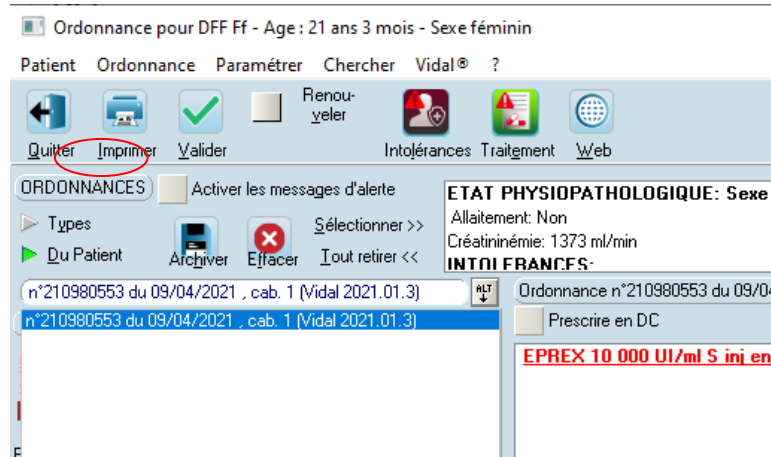 Ordonnance pour DFF Ff - Age : 21 ans 3 mois - Sexe féminin
Patient Ordonnance Paramétrer Chercher Vidal® ?
Renou-
veler
Quitter Imprimer Valider Intolérances Traitement Web
ORDONNANCES Activer les messages d'alerte
ETAT PHYSIOPATHOLOGIQUE: Sexe
Types Sélectionner >> Allaitement: Non
Créatininémie: 1373 ml/min
Du Patient Archiver Effacer Tout retirer <<
INTOLERANCES:
n°210980553 du 09/04/2021 , cab. 1 (Vidal 2021.01.3) ALT Ordonnance n°210980553 du 09/04
n°210980553 du 09/04/2021 , cab. 1 (Vidal 2021.01.3) Prescrire en DC
EPREX 10 000 UI/ml S inj en